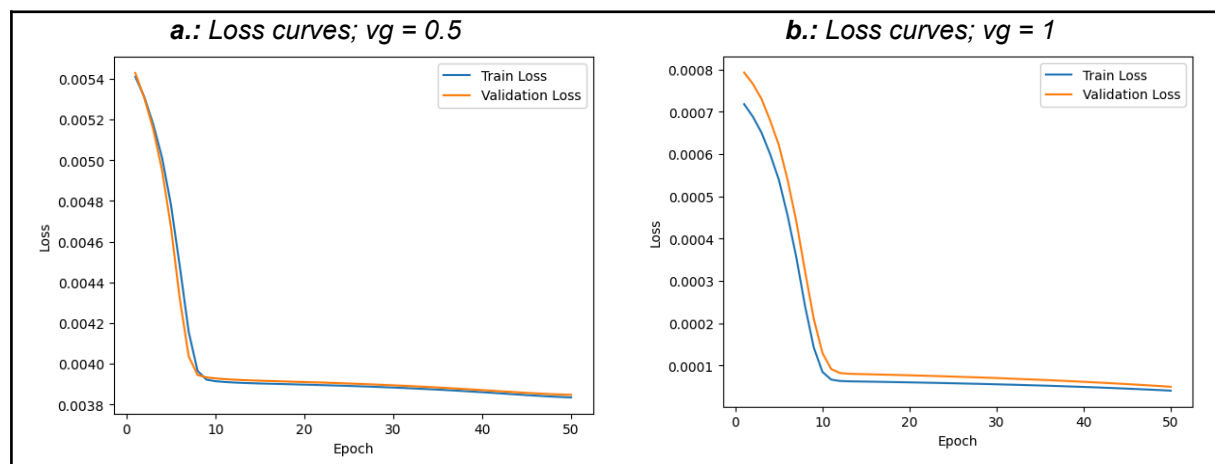 a.: Loss curves; vg = 0.5
0.0054
0.0052
0.0050
0.0048
0.0046
0.0044
0.0042
0.0040
0.0038
Loss
Train Loss
Validation Loss
0 10 20 30 40 50
Epoch
b.: Loss curves; vg = 1
0.0008
0.0007
0.0006
0.0005
0.0004
0.0003
0.0002
0.0001
Loss
Train Loss
Validation Loss
0 10 20 30 40 50
Epoch